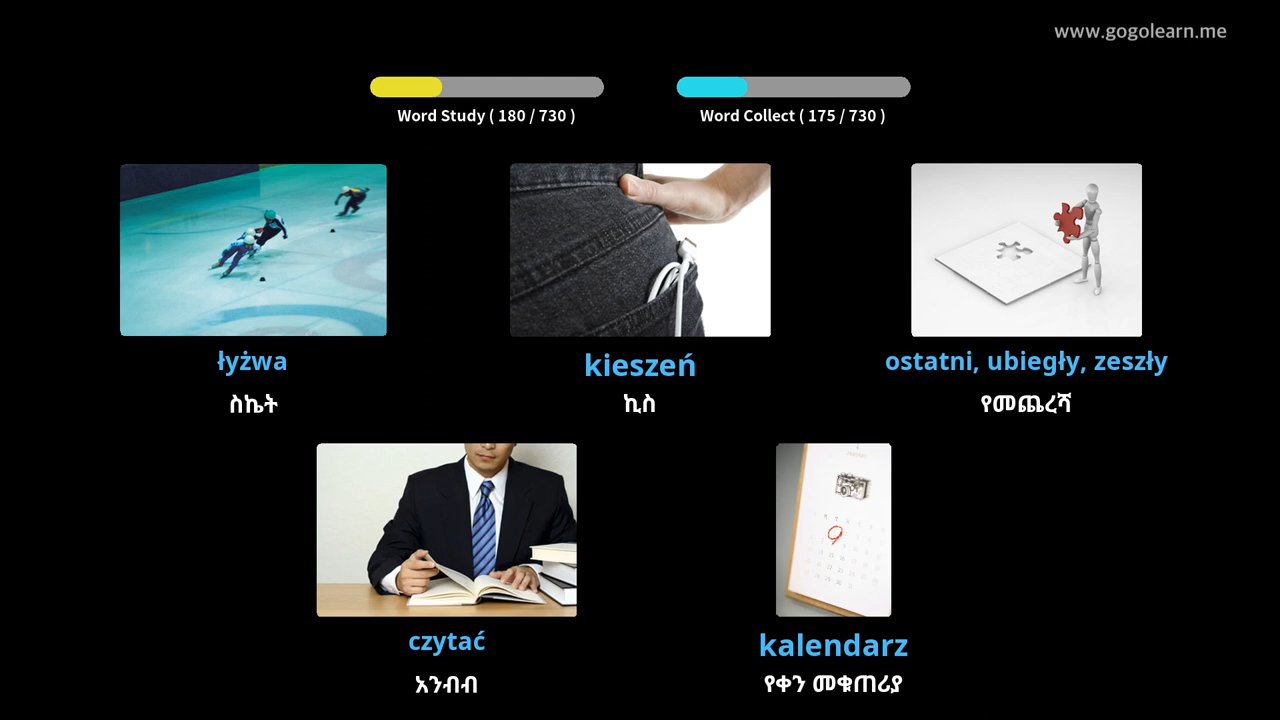 www.gogolearn.me
Word Study ( 180 / 730 )
Word Collect ( 175 / 730 )
łyżwa
ስኬት
kieszeń
ኪስ
ostatni, ubiegły, zeszły
የመጨረሻ
czytać
አንብብ
9
kalendarz
የቀን መቁጠሪያ